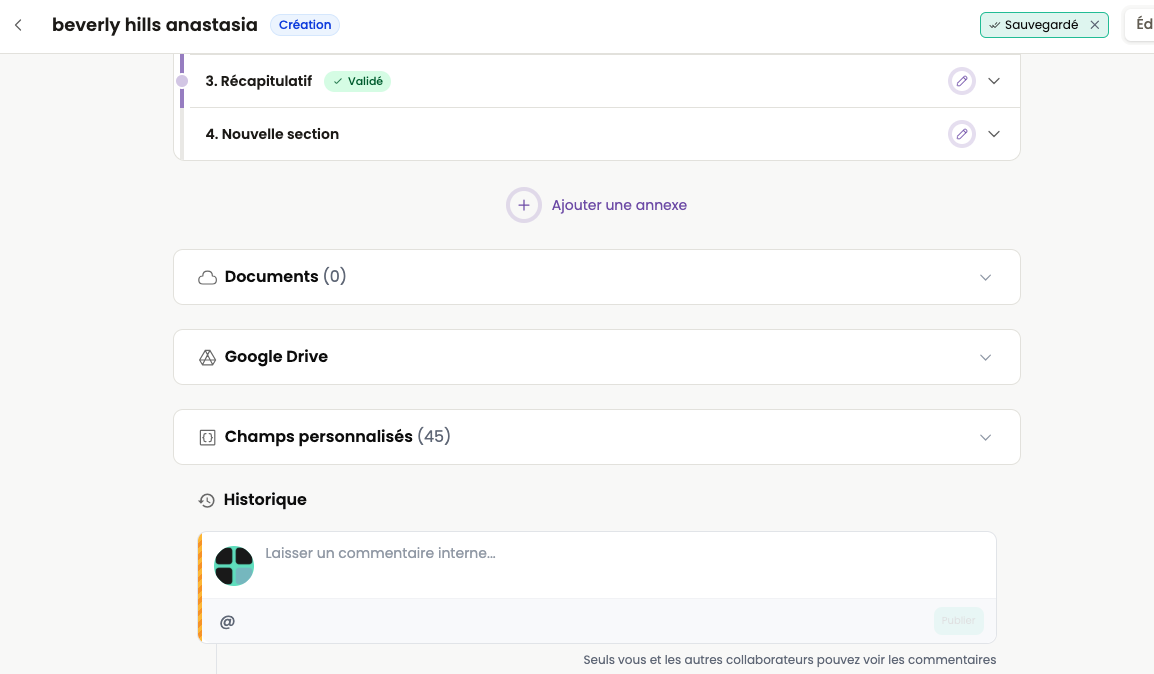 beverly hills anastasia Création Sauvegardé Éd
3. Récapitulatif Validé
4. Nouvelle section
Ajouter une annexe
Documents (0)
Google Drive
Champs personnalisés (45)
Historique
Laisser un commentaire interne...
@ Publier
Seuls vous et les autres collaborateurs pouvez voir les commentaires